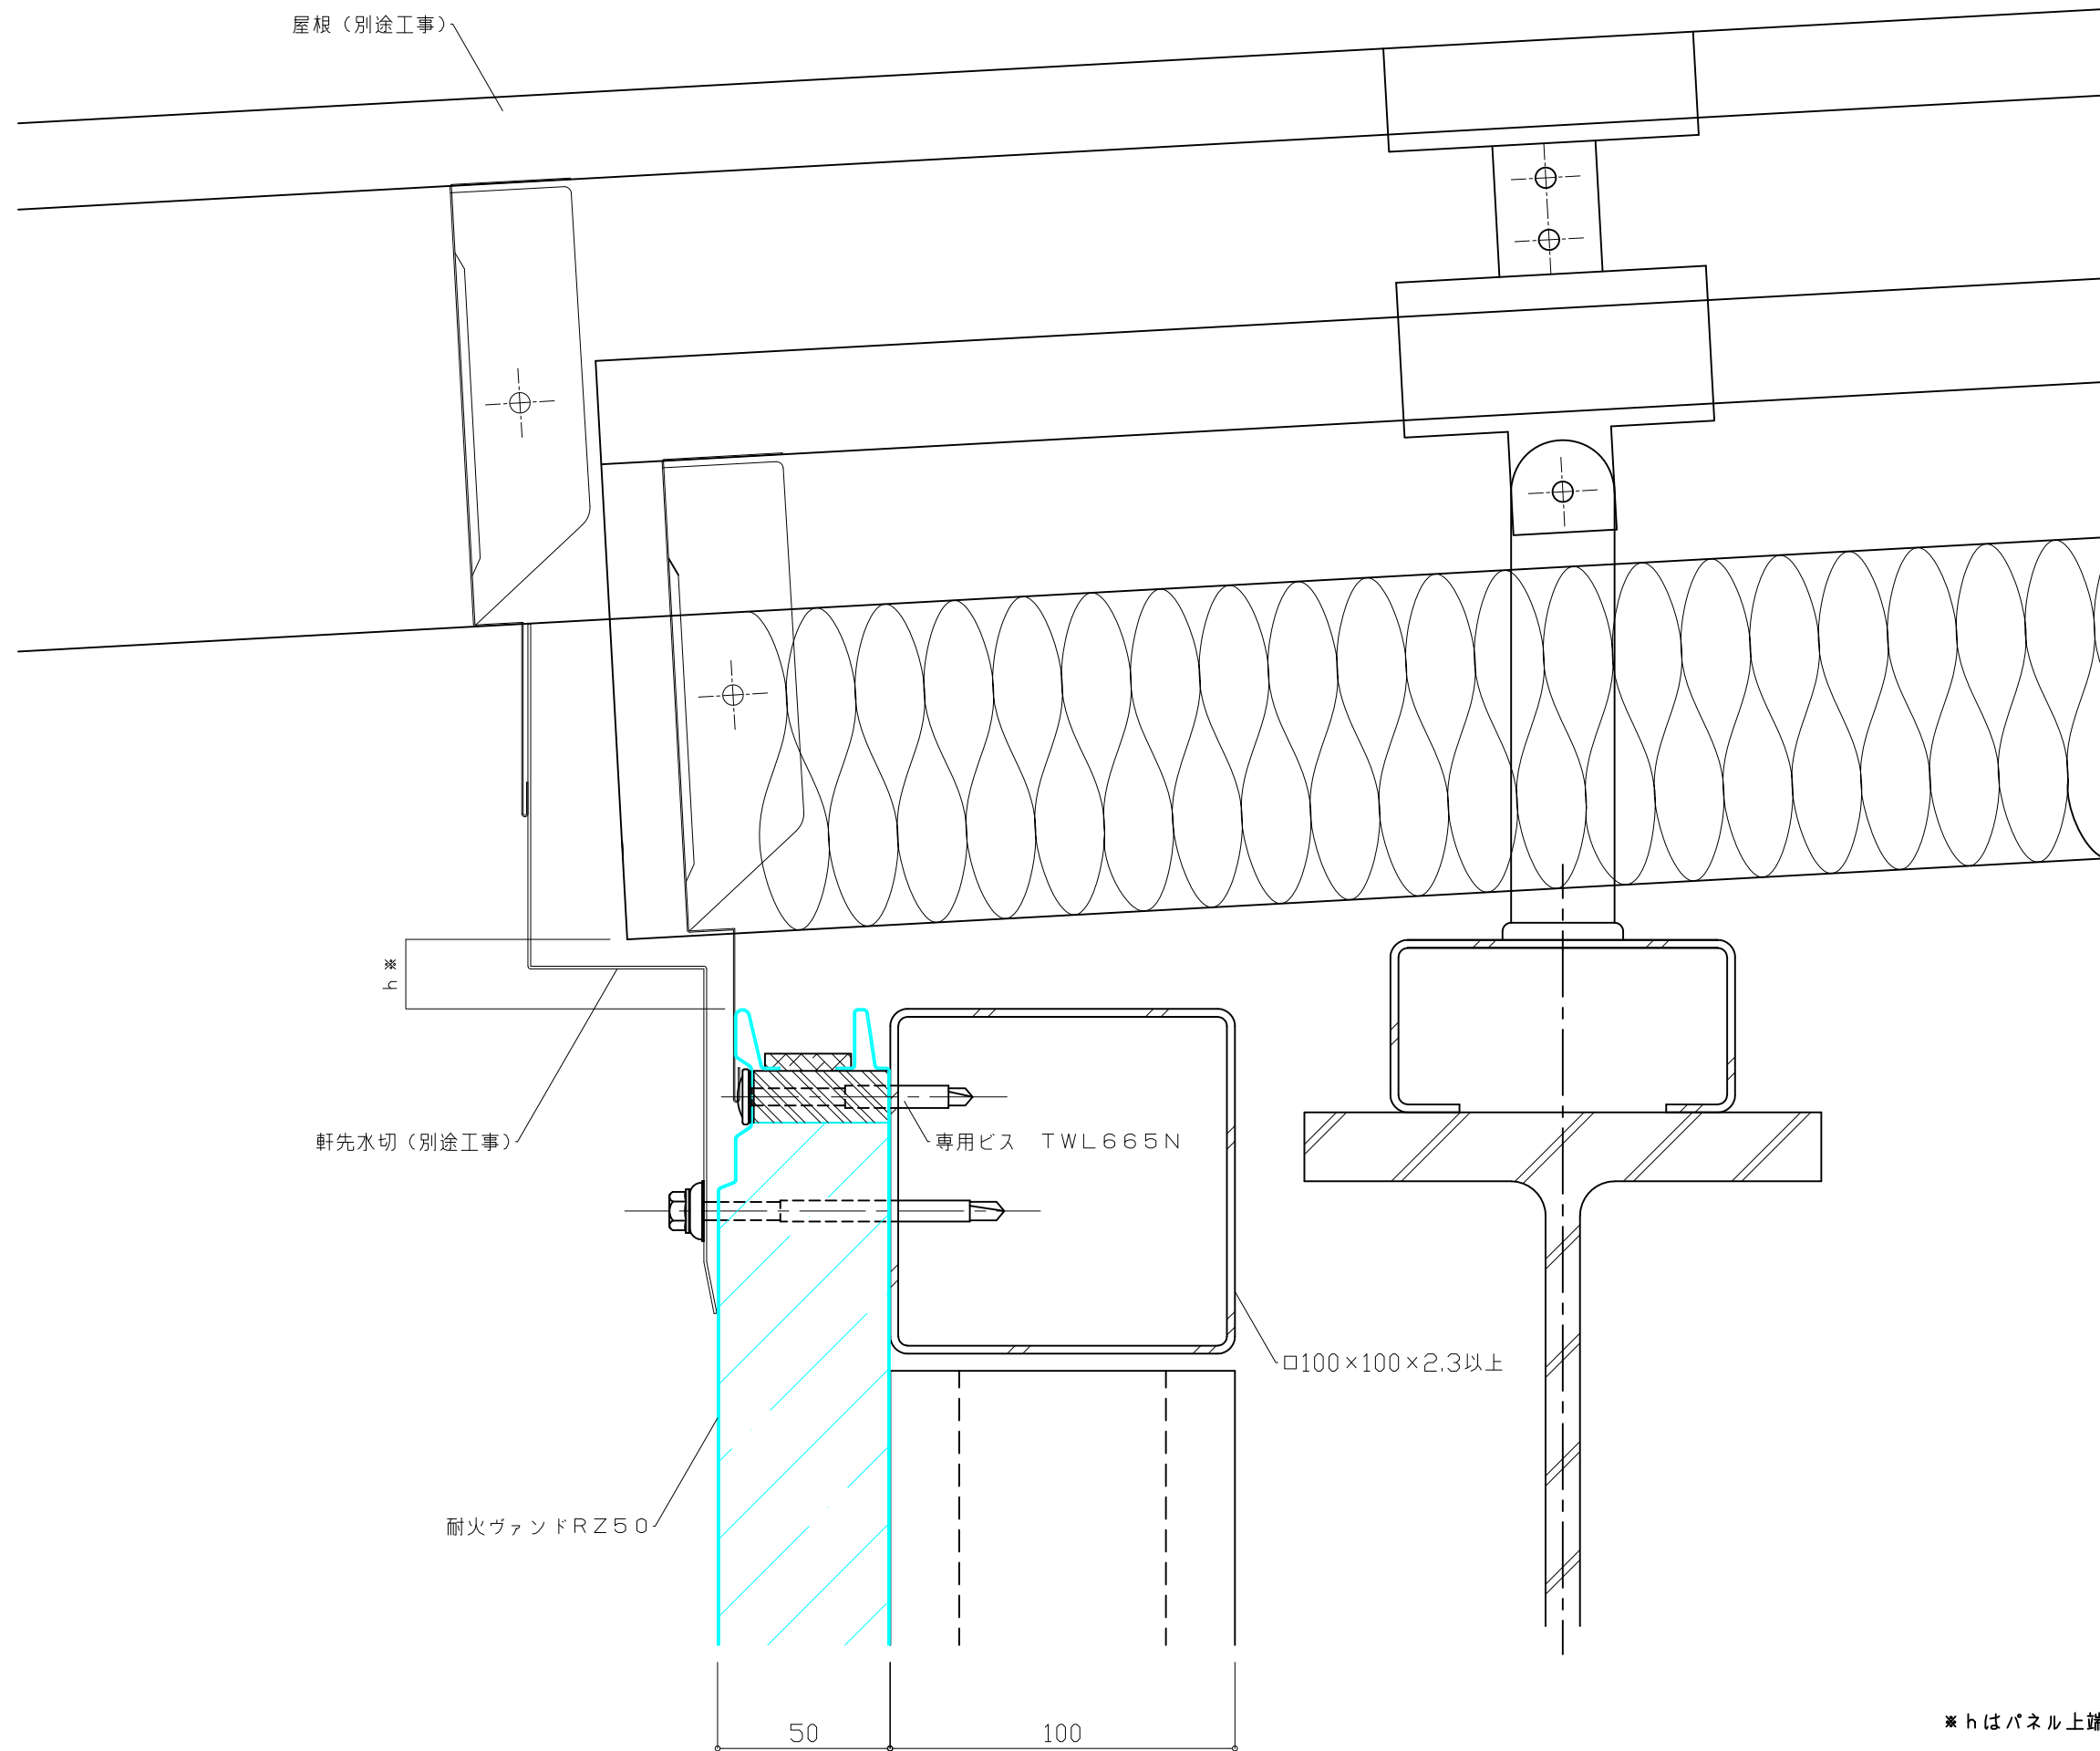 屋根（別途工事）
h※
軒先水切（別途工事）
専用ビス　ＴＷＬ６６５Ｎ
□100×100×2.3以上
耐火ヴァンドＲＺ５０
50
100
※ｈはパネル上端